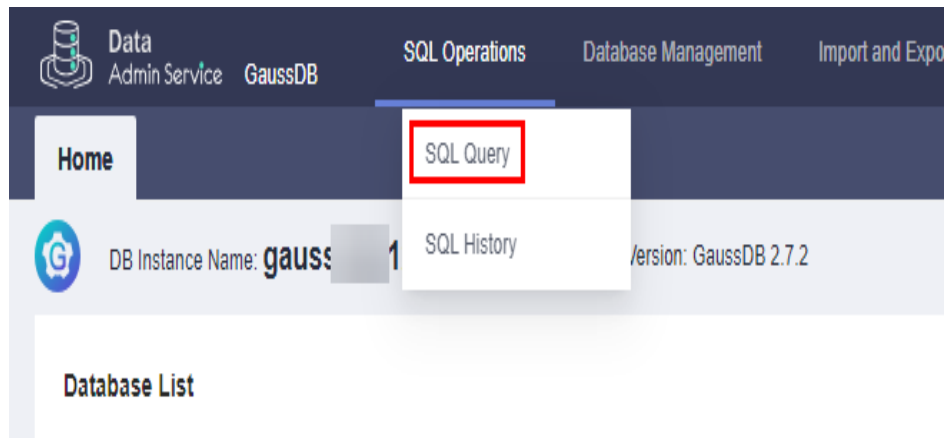 Data
Admin Service GaussDB
SQL Operations Database Management Import and Expo
Home
SQL Query
SQL History
DB Instance Name: gauss 1
Version: GaussDB 2.7.2
Database List